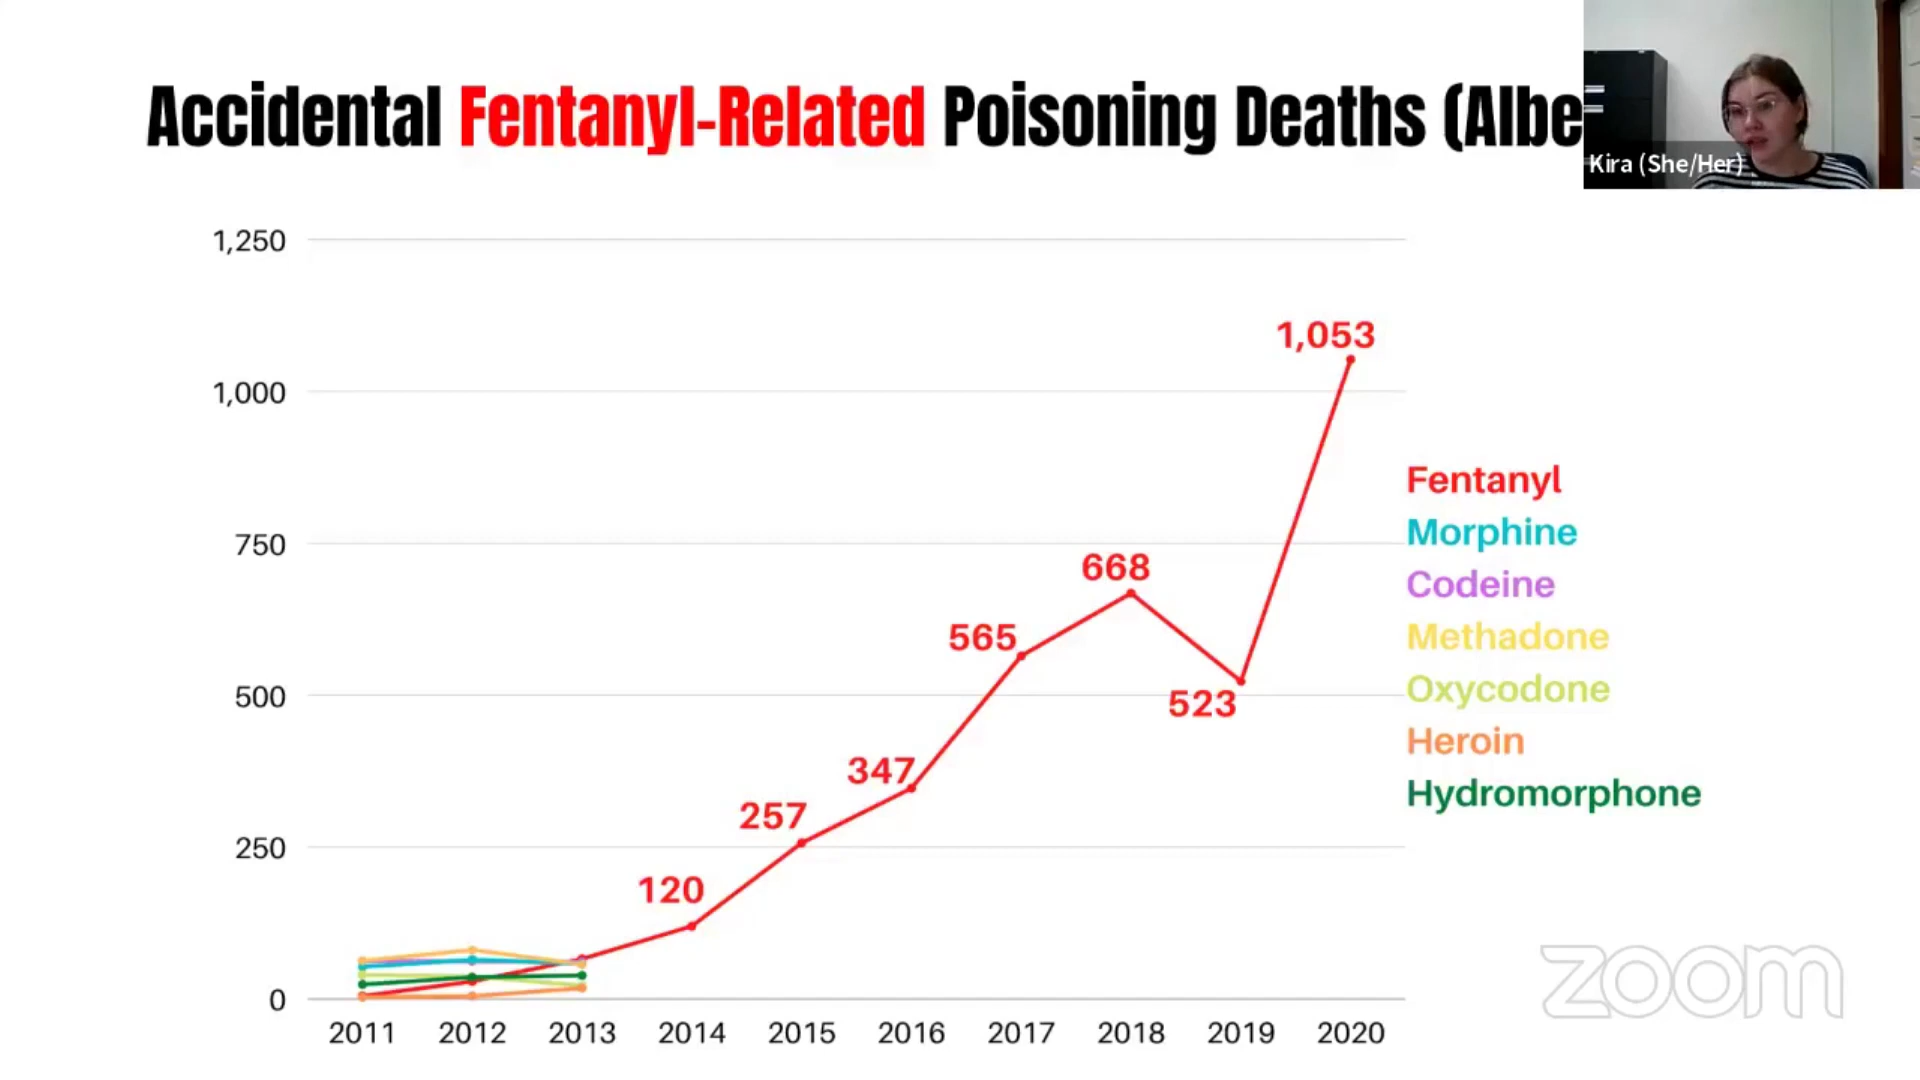 Accidental Fentanyl-Related Poisoning Deaths (Albe
Kira (She/Her)
1,250
1,000
750
500
250
0
1,053
668
565
523
347
257
120
Fentanyl
Morphine
Codeine
Methadone
Oxycodone
Heroin
Hydromorphone
2011 2012 2013 2014 2015 2016 2017 2018 2019 2020
zoom